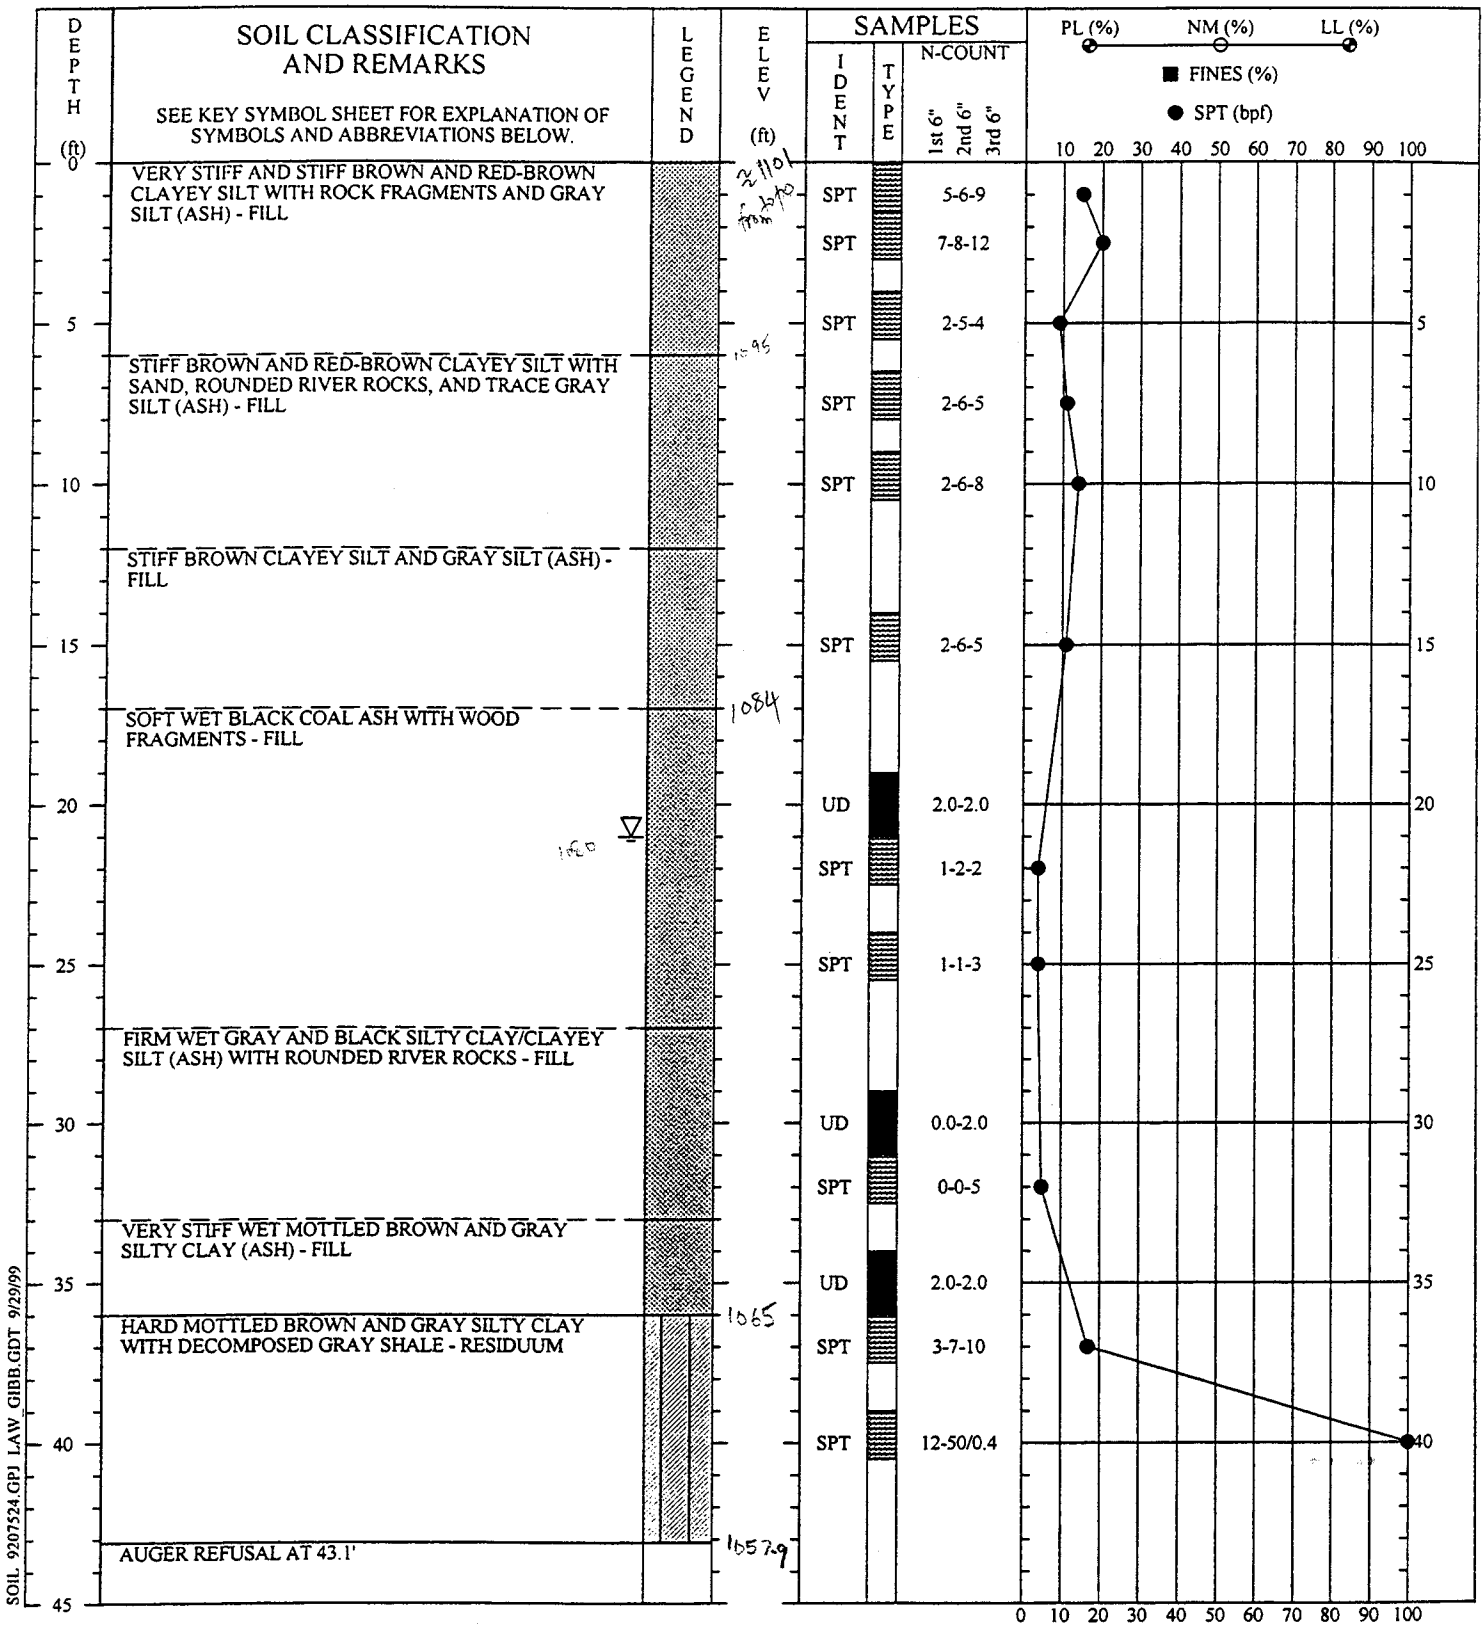 DEPTH (ft)
SOIL CLASSIFICATION
AND REMARKS
SEE KEY SYMBOL SHEET FOR EXPLANATION OF
SYMBOLS AND ABBREVIATIONS BELOW.
LEGEND
ELEV (ft)
SAMPLES
IDENT
TYPE
N-COUNT
1st 6"
2nd 6"
3rd 6"
PL (%) NM (%) LL (%)
FINES (%)
SPT (bpf)
10 20 30 40 50 60 70 80 90 100
0
VERY STIFF AND STIFF BROWN AND RED-BROWN
CLAYEY SILT WITH ROCK FRAGMENTS AND GRAY
SILT (ASH) - FILL
≈ 1101
from topo
SPT 5-6-9
SPT 7-8-12
5 SPT 2-5-4 5
1095
STIFF BROWN AND RED-BROWN CLAYEY SILT WITH
SAND, ROUNDED RIVER ROCKS, AND TRACE GRAY
SILT (ASH) - FILL
SPT 2-6-5
10 SPT 2-6-8 10
STIFF BROWN CLAYEY SILT AND GRAY SILT (ASH) -
FILL
15 SPT 2-6-5 15
1084
SOFT WET BLACK COAL ASH WITH WOOD
FRAGMENTS - FILL
20 UD 2.0-2.0 20
1080
SPT 1-2-2
25 SPT 1-1-3 25
FIRM WET GRAY AND BLACK SILTY CLAY/CLAYEY
SILT (ASH) WITH ROUNDED RIVER ROCKS - FILL
30 UD 0.0-2.0 30
SPT 0-0-5
VERY STIFF WET MOTTLED BROWN AND GRAY
SILTY CLAY (ASH) - FILL
35 UD 2.0-2.0 35
1065
HARD MOTTLED BROWN AND GRAY SILTY CLAY
WITH DECOMPOSED GRAY SHALE - RESIDUUM
SPT 3-7-10
40 SPT 12-50/0.4 40
1057.9
AUGER REFUSAL AT 43.1'
45
0 10 20 30 40 50 60 70 80 90 100
SOIL 9207524.GPJ LAW_GIBB.GDT 9/29/99